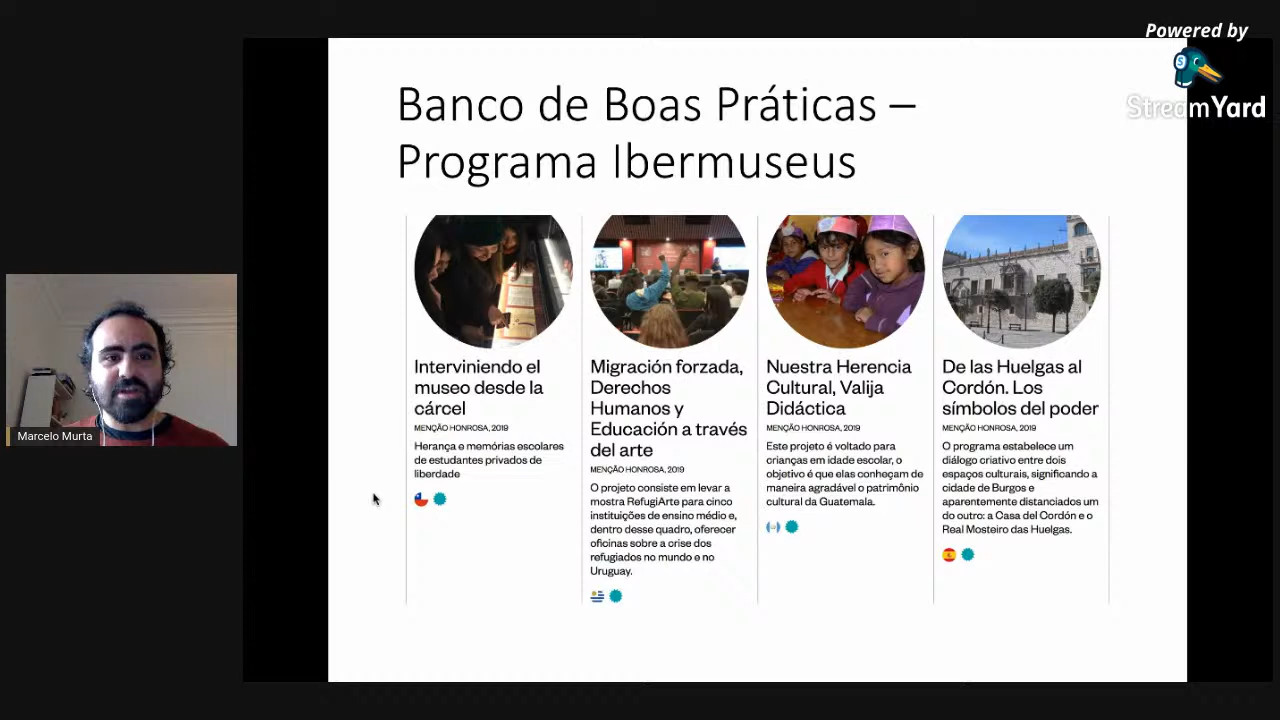 Powered by
StreamYard
Banco de Boas Práticas –
Programa Ibermuseus
Interviniendo el
museo desde la
cárcel
MENÇÃO HONROSA, 2019
Herança e memórias escolares
de estudantes privados de
liberdade
Migración forzada,
Derechos
Humanos y
Educación a través
del arte
MENÇÃO HONROSA, 2019
O projeto consiste em levar a
mostra RefugiArte para cinco
instituições de ensino médio e,
dentro desse quadro, oferecer
oficinas sobre a crise dos
refugiados no mundo e no
Uruguay.
Nuestra Herencia
Cultural, Valija
Didáctica
MENÇÃO HONROSA, 2019
Este projeto é voltado para
crianças em idade escolar, o
objetivo é que elas conheçam de
maneira agradável o patrimônio
cultural da Guatemala.
De las Huelgas al
Cordón. Los
símbolos del poder
MENÇÃO HONROSA, 2019
O programa estabelece um
diálogo criativo entre dois
espaços culturais, significando a
cidade de Burgos e
aparentemente distanciados um
do outro: a Casa del Cordón e o
Real Mosteiro das Huelgas.
Marcelo Murta